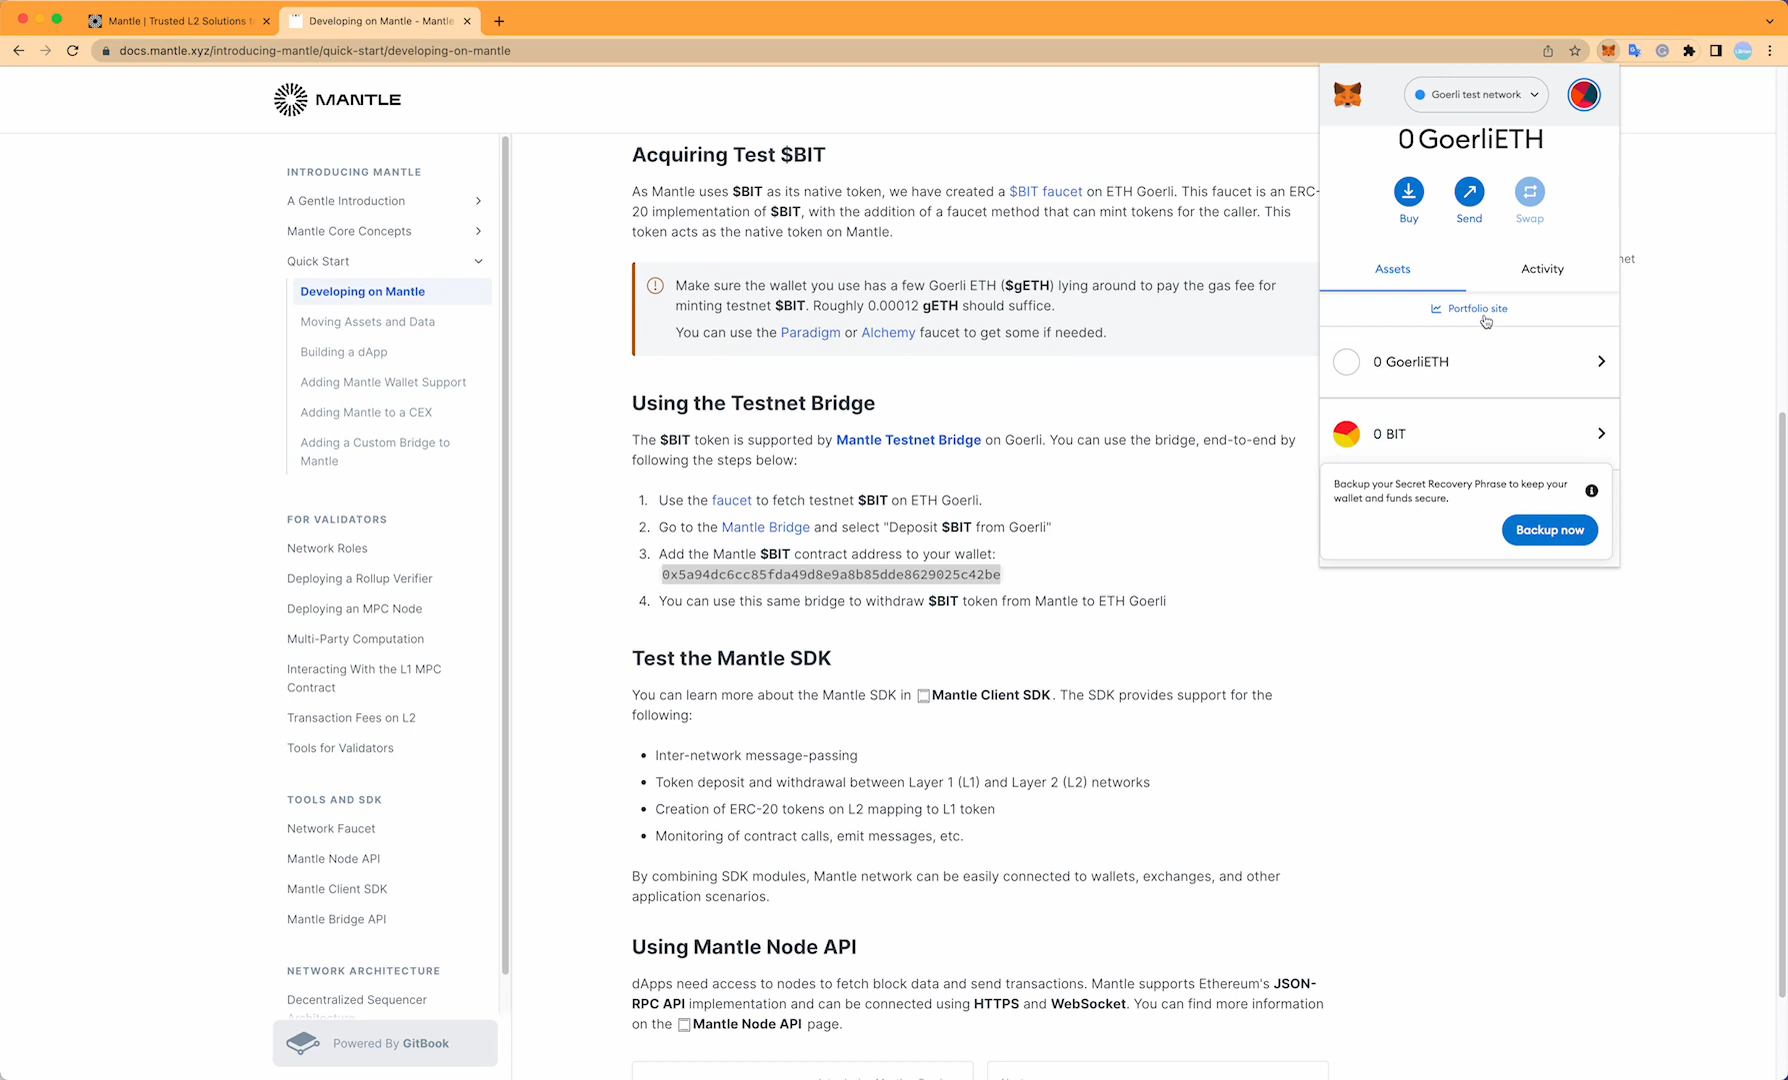 Mantle | Trusted L2 Solutions t
Developing on Mantle - Mantle
docs.mantle.xyz/introducing-mantle/quick-start/developing-on-mantle
MANTLE
INTRODUCING MANTLE
A Gentle Introduction
Mantle Core Concepts
Quick Start
Developing on Mantle
Moving Assets and Data
Building a dApp
Adding Mantle Wallet Support
Adding Mantle to a CEX
Adding a Custom Bridge to
Mantle
FOR VALIDATORS
Network Roles
Deploying a Rollup Verifier
Deploying an MPC Node
Multi-Party Computation
Interacting With the L1 MPC
Contract
Transaction Fees on L2
Tools for Validators
TOOLS AND SDK
Network Faucet
Mantle Node API
Mantle Client SDK
Mantle Bridge API
NETWORK ARCHITECTURE
Decentralized Sequencer
Architecture
Powered By GitBook
Acquiring Test $BIT
As Mantle uses $BIT as its native token, we have created a $BIT faucet on ETH Goerli. This faucet is an ERC-
20 implementation of $BIT, with the addition of a faucet method that can mint tokens for the caller. This
token acts as the native token on Mantle.
Make sure the wallet you use has a few Goerli ETH ($gETH) lying around to pay the gas fee for
minting testnet $BIT. Roughly 0.00012 gETH should suffice.
You can use the Paradigm or Alchemy faucet to get some if needed.
Using the Testnet Bridge
The $BIT token is supported by Mantle Testnet Bridge on Goerli. You can use the bridge, end-to-end by
following the steps below:
1. Use the faucet to fetch testnet $BIT on ETH Goerli.
2. Go to the Mantle Bridge and select "Deposit $BIT from Goerli"
3. Add the Mantle $BIT contract address to your wallet:
0x5a94dc6cc85fda49d8e9a8b85dde8629025c42be
4. You can use this same bridge to withdraw $BIT token from Mantle to ETH Goerli
Test the Mantle SDK
You can learn more about the Mantle SDK in Mantle Client SDK. The SDK provides support for the
following:
• Inter-network message-passing
• Token deposit and withdrawal between Layer 1 (L1) and Layer 2 (L2) networks
• Creation of ERC-20 tokens on L2 mapping to L1 token
• Monitoring of contract calls, emit messages, etc.
By combining SDK modules, Mantle network can be easily connected to wallets, exchanges, and other
application scenarios.
Using Mantle Node API
dApps need access to nodes to fetch block data and send transactions. Mantle supports Ethereum's JSON-
RPC API implementation and can be connected using HTTPS and WebSocket. You can find more information
on the Mantle Node API page.
Goerli test network
0 GoerliETH
Buy
Send
Swap
Assets
Activity
Portfolio site
0 GoerliETH
0 BIT
Backup your Secret Recovery Phrase to keep your
wallet and funds secure.
Backup now
net